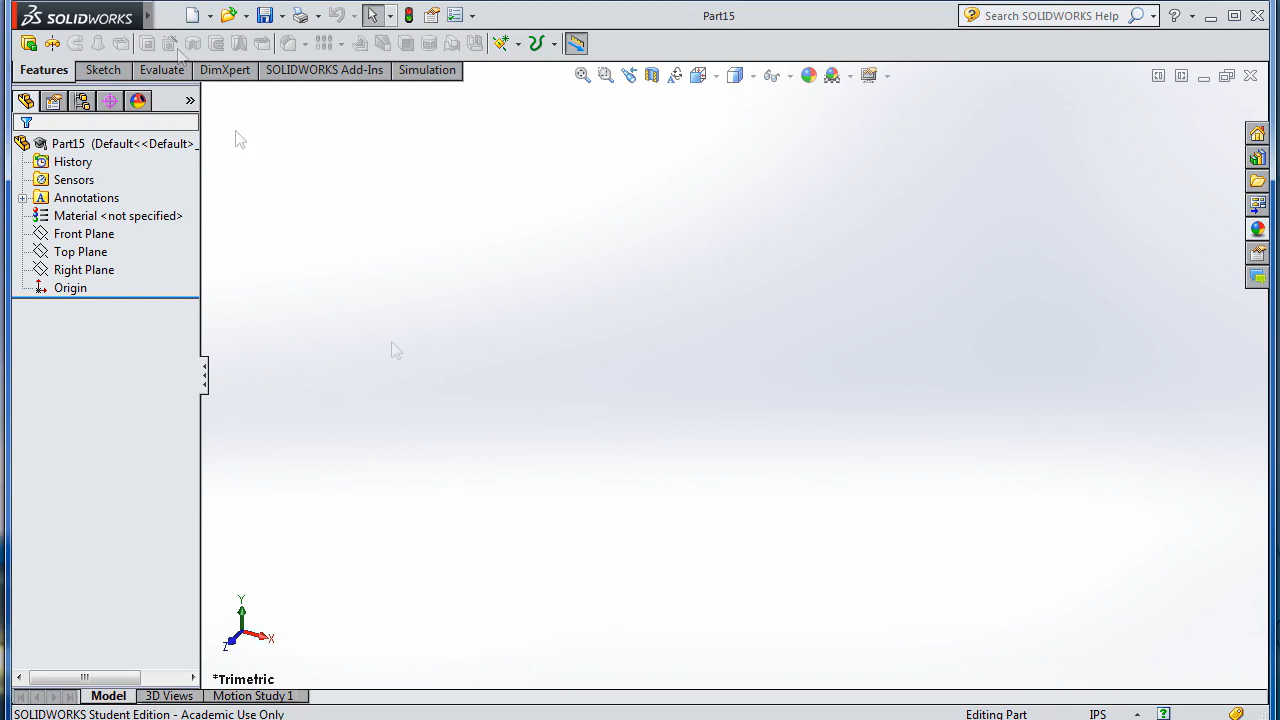 SOLIDWORKS
Part15
Search SOLIDWORKS Help
Features Sketch Evaluate DimXpert SOLIDWORKS Add-Ins Simulation
Part15 (Default<<Default>_
History
Sensors
A Annotations
Material <not specified>
Front Plane
Top Plane
Right Plane
Origin
Y
X
Z
*Trimetric
Model 3D Views Motion Study 1
SOLIDWORKS Student Edition - Academic Use Only Editing Part IPS